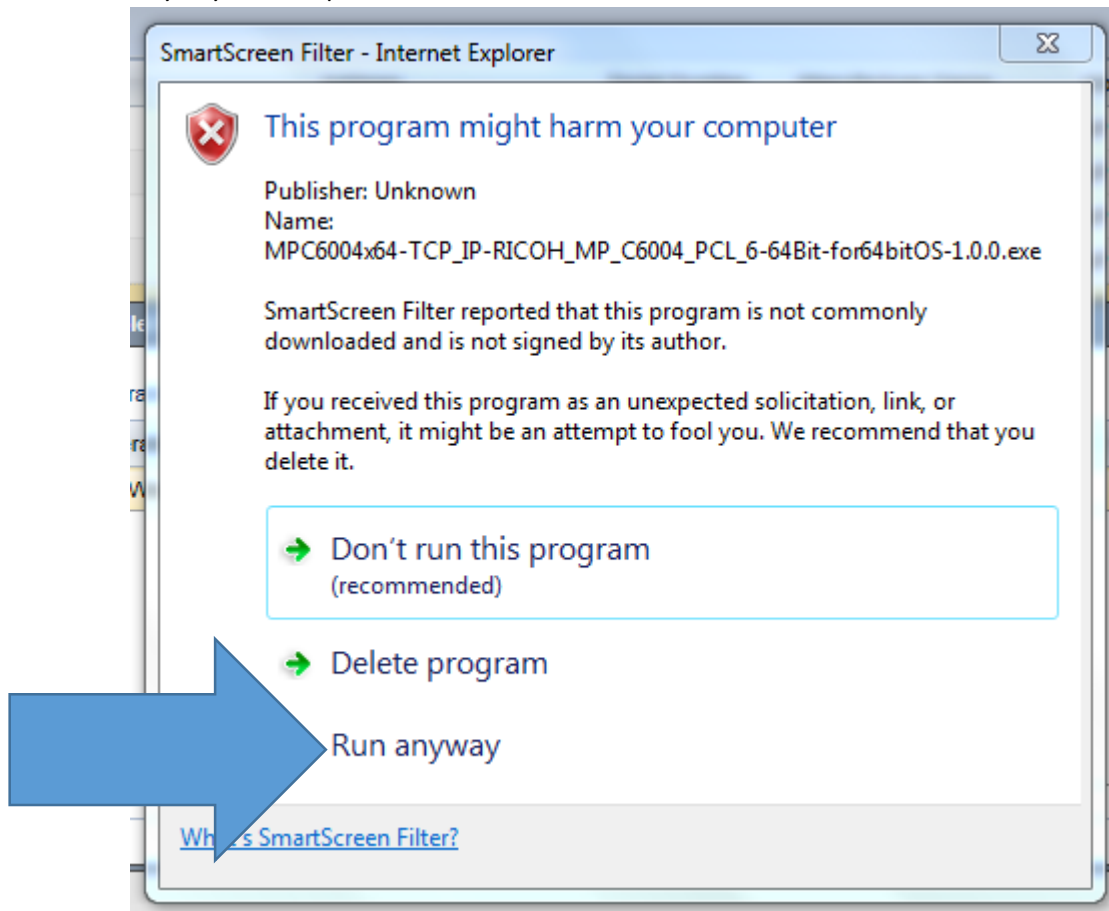 SmartScreen Filter - Internet Explorer
This program might harm your computer
Publisher: Unknown
Name:
MPC6004x64-TCP_IP-RICOH_MP_C6004_PCL_6-64Bit-for64bitOS-1.0.0.exe
SmartScreen Filter reported that this program is not commonly
downloaded and is not signed by its author.
If you received this program as an unexpected solicitation, link, or
attachment, it might be an attempt to fool you. We recommend that you
delete it.
Don't run this program
(recommended)
Delete program
Run anyway
SmartScreen Filter?